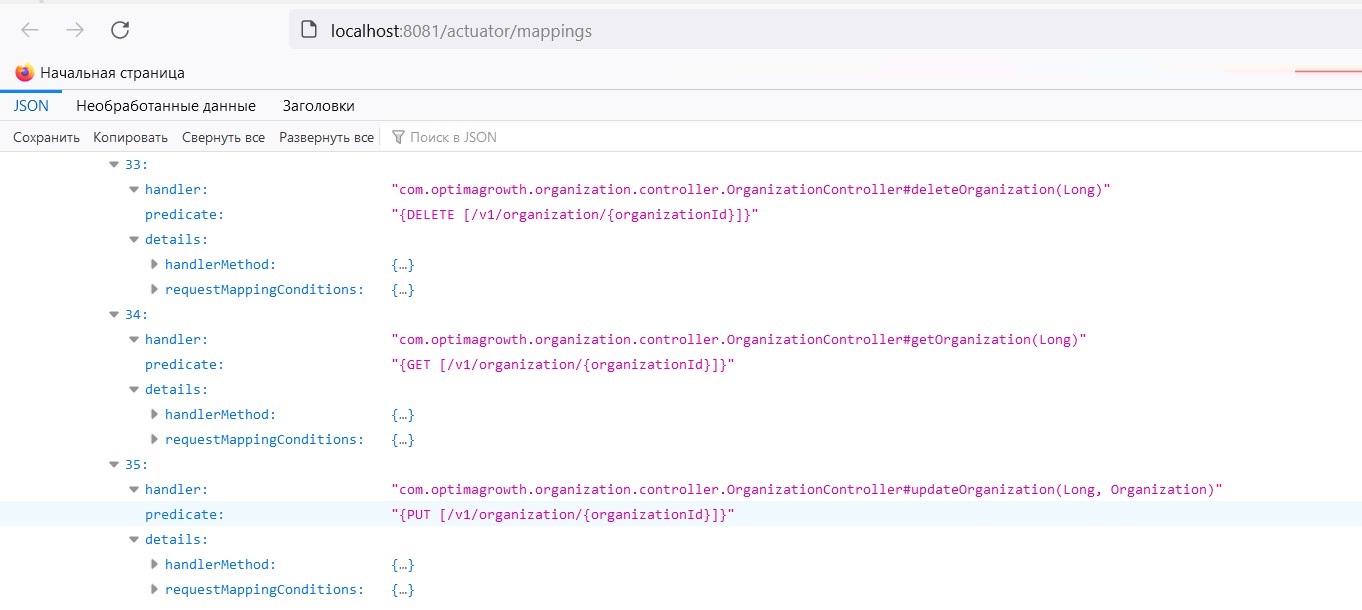 localhost:8081/actuator/mappings
Начальная страница
JSON Необработанные данные Заголовки
Сохранить Копировать Свернуть все Развернуть все Поиск в JSON
33:
handler: "com.optimagrowth.organization.controller.OrganizationController#deleteOrganization(Long)"
predicate: "{DELETE [/v1/organization/{organizationId}]}"
details:
handlerMethod: {…}
requestMappingConditions: {…}
34:
handler: "com.optimagrowth.organization.controller.OrganizationController#getOrganization(Long)"
predicate: "{GET [/v1/organization/{organizationId}]}"
details:
handlerMethod: {…}
requestMappingConditions: {…}
35:
handler: "com.optimagrowth.organization.controller.OrganizationController#updateOrganization(Long, Organization)"
predicate: "{PUT [/v1/organization/{organizationId}]}"
details:
handlerMethod: {…}
requestMappingConditions: {…}